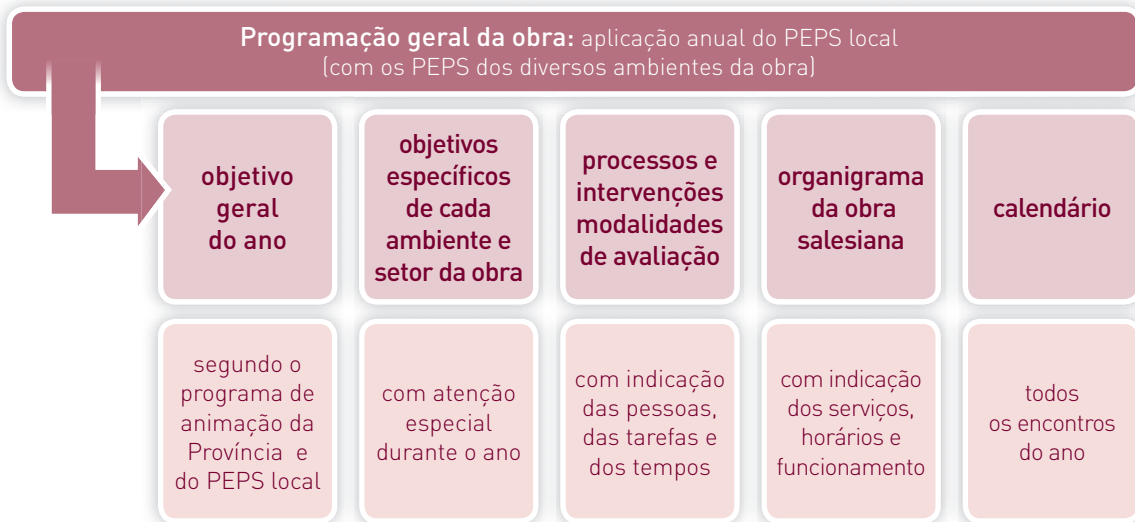 Programação geral da obra: aplicação anual do PEPS local
(com os PEPS dos diversos ambientes da obra)
objetivo
geral
do ano
objetivos
específicos
de cada
ambiente e
setor da obra
processos e
intervenções
modalidades
de avaliação
organigrama
da obra
salesiana
calendário
segundo o
programa de
animação da
Província e
do PEPS local
com atenção
especial
durante o ano
com indicação
das pessoas,
das tarefas e
dos tempos
com indicação
dos serviços,
horários e
funcionamento
todos
os encontros
do ano